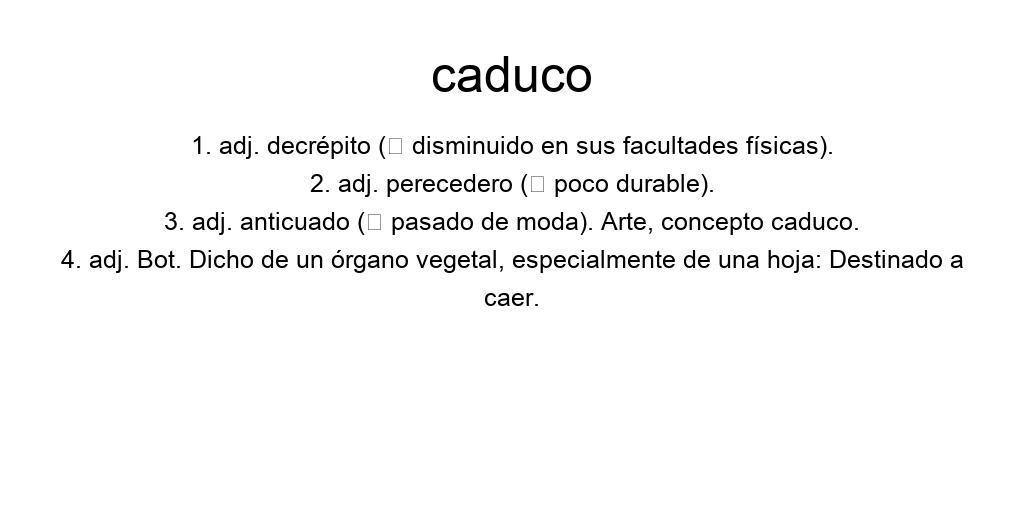 caduco
1. adj. decrépito (▯ disminuido en sus facultades físicas).
2. adj. perecedero (▯ poco durable).
3. adj. anticuado (▯ pasado de moda). Arte, concepto caduco.
4. adj. Bot. Dicho de un órgano vegetal, especialmente de una hoja: Destinado a
caer.